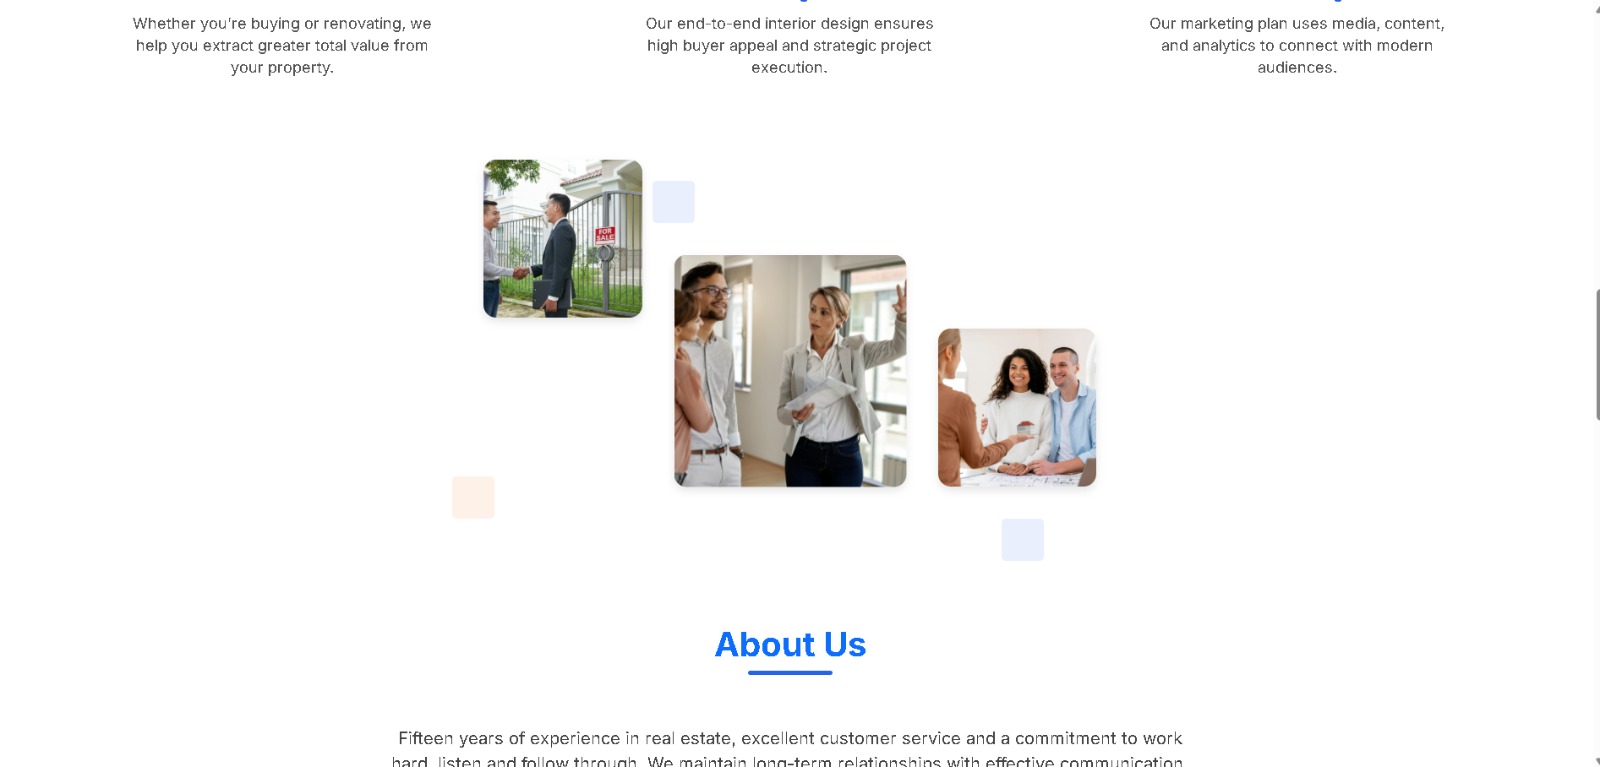 Whether you're buying or renovating, we
help you extract greater total value from
your property.
Our end-to-end interior design ensures
high buyer appeal and strategic project
execution.
Our marketing plan uses media, content,
and analytics to connect with modern
audiences.
FOR
SALE
About Us
Fifteen years of experience in real estate, excellent customer service and a commitment to work
hard, listen and follow through. We maintain long-term relationships with effective communication